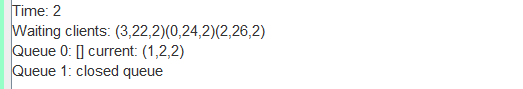 Time: 2
Waiting clients: (3,22,2)(0,24,2)(2,26,2)
Queue 0: [] current: (1,2,2)
Queue 1: closed queue